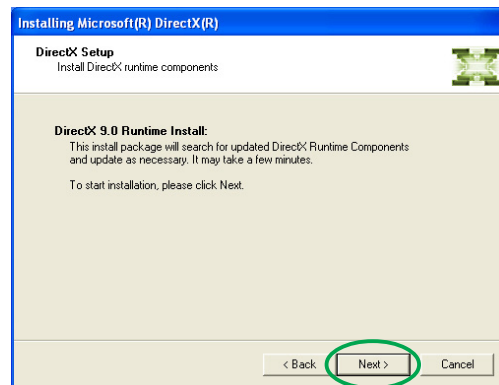 Installing Microsoft(R) DirectX(R)
DirectX Setup
Install DirectX runtime components
DirectX 9.0 Runtime Install:
This install package will search for updated DirectX Runtime Components
and update as necessary. It may take a few minutes.
To start installation, please click Next.
< Back Next > Cancel